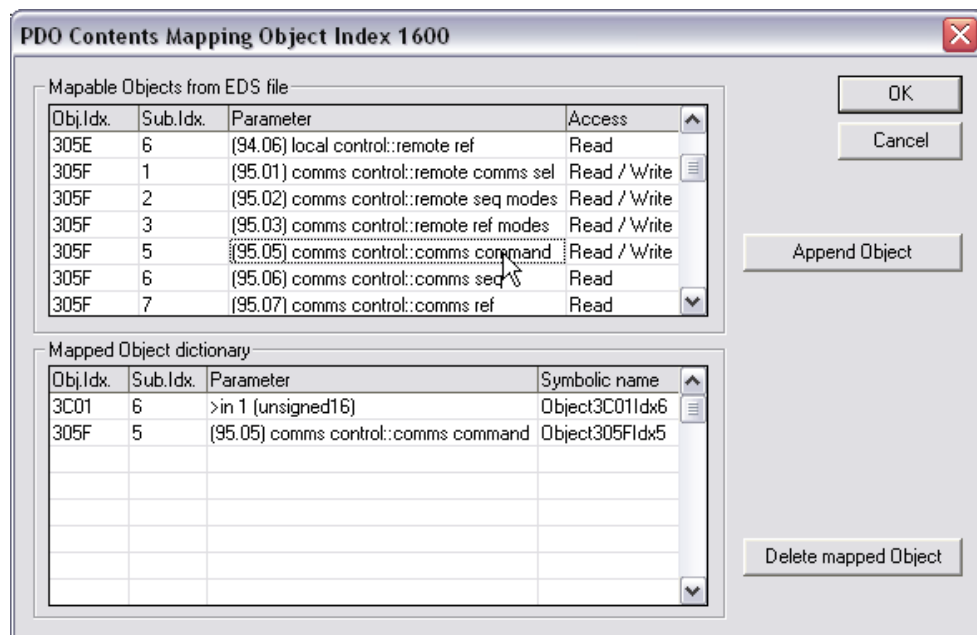 PDO Contents Mapping Object Index 1600
Mapable Objects from EDS file
Obj.Idx. Sub.Idx. Parameter Access
305E 6 (94.06) local control::remote ref Read
305F 1 (95.01) comms control::remote comms sel Read / Write
305F 2 (95.02) comms control::remote seq modes Read / Write
305F 3 (95.03) comms control::remote ref modes Read / Write
305F 5 (95.05) comms control::comms command Read / Write
305F 6 (95.06) comms control::comms seq Read
305F 7 (95.07) comms control::comms ref Read
OK
Cancel
Append Object
Mapped Object dictionary
Obj.Idx. Sub.Idx. Parameter Symbolic name
3C01 6 >in 1 (unsigned16) Object3C01Idx6
305F 5 (95.05) comms control::comms command Object305FIdx5
Delete mapped Object